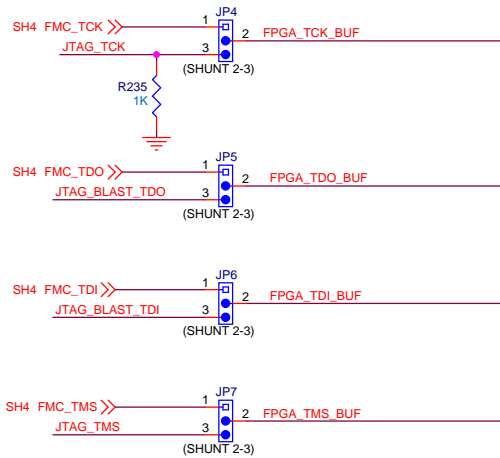 JP4
SH4 FMC_TCK 1
2 FPGA_TCK_BUF
JTAG_TCK 3
(SHUNT 2-3)
R235
1K
JP5
SH4 FMC_TDO 1
2 FPGA_TDO_BUF
JTAG_BLAST_TDO 3
(SHUNT 2-3)
JP6
SH4 FMC_TDI 1
2 FPGA_TDI_BUF
JTAG_BLAST_TDI 3
(SHUNT 2-3)
JP7
SH4 FMC_TMS 1
2 FPGA_TMS_BUF
JTAG_TMS 3
(SHUNT 2-3)